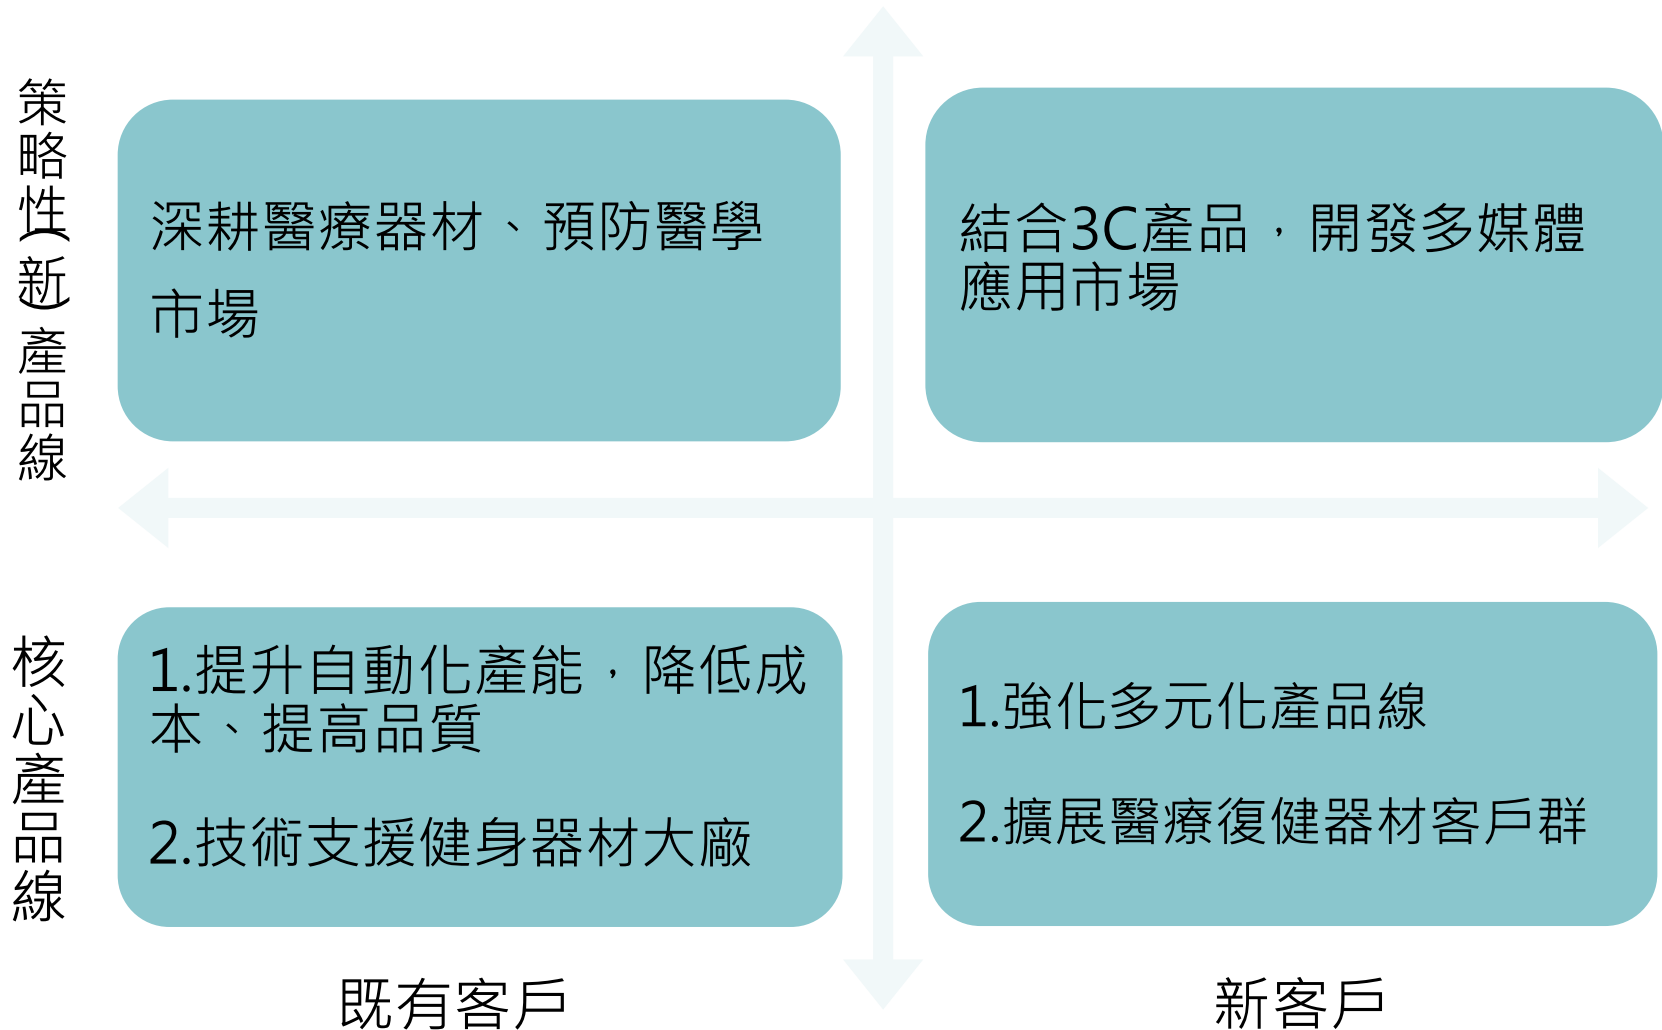 策略性(新)產品線
深耕醫療器材、預防醫學
市場
結合3C產品，開發多媒體
應用市場
核心產品線
1.提升自動化產能，降低成
本、提高品質
2.技術支援健身器材大廠
1.強化多元化產品線
2.擴展醫療復健器材客戶群
既有客戶
新客戶